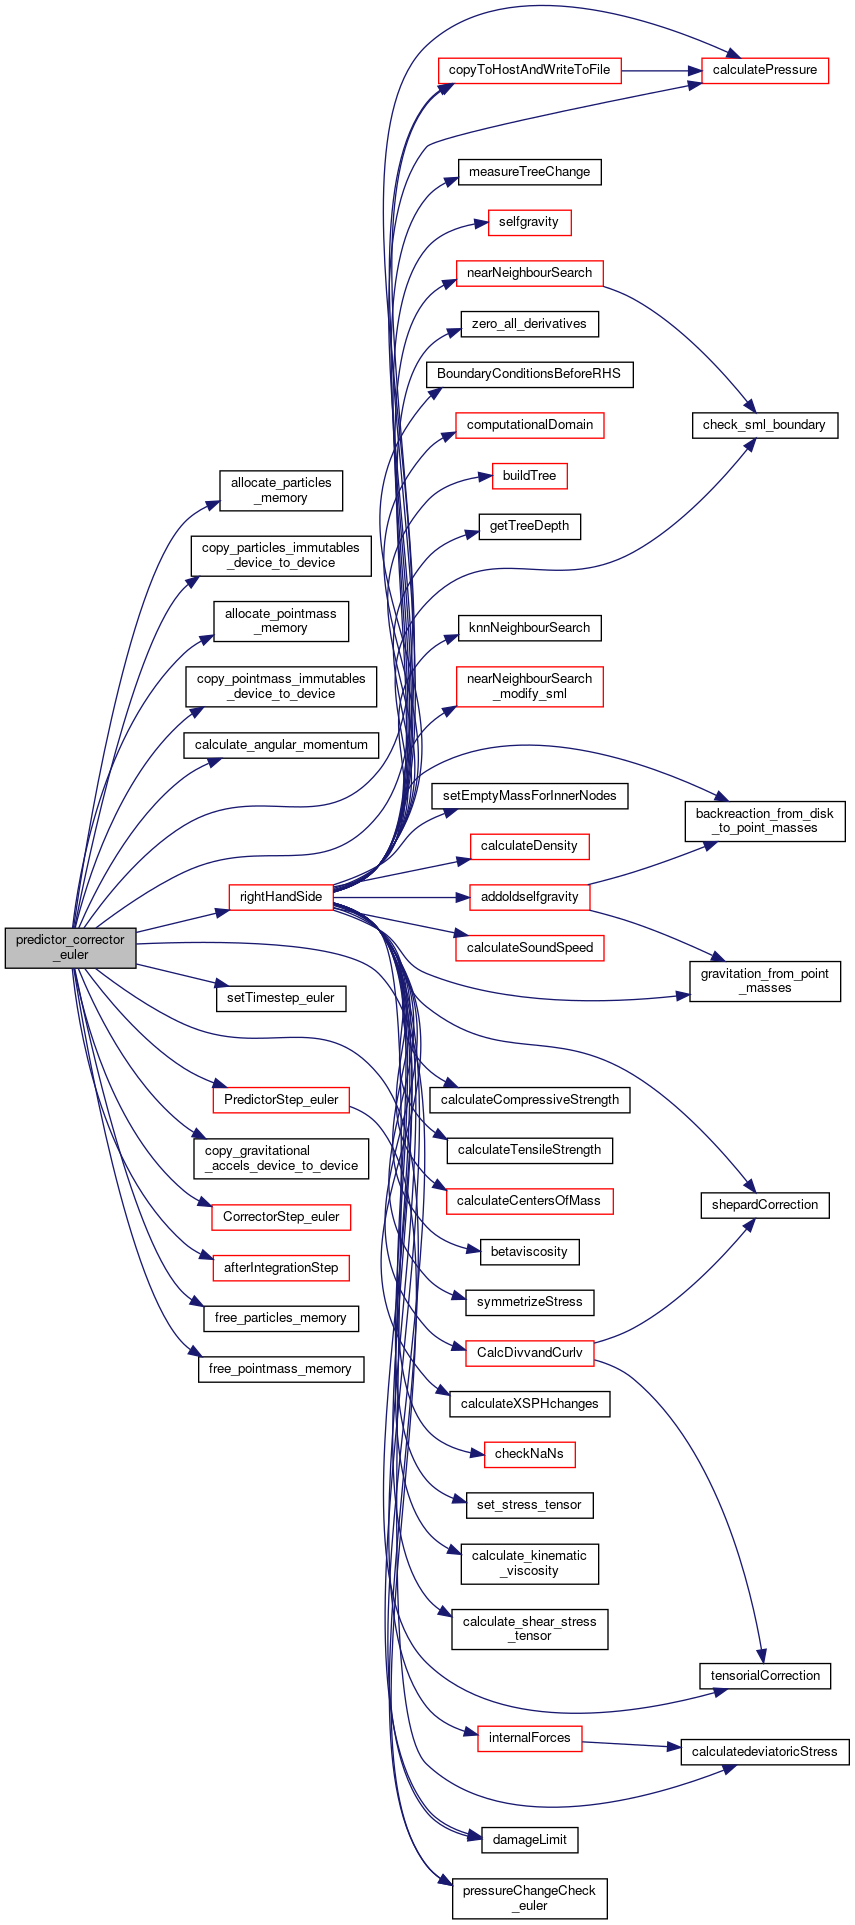 predictor_corrector
_euler
allocate_particles
_memory
copy_particles_immutables
_device_to_device
allocate_pointmass
_memory
copy_pointmass_immutables
_device_to_device
calculate_angular_momentum
rightHandSide
setTimestep_euler
PredictorStep_euler
copy_gravitational
_accels_device_to_device
CorrectorStep_euler
afterIntegrationStep
free_particles_memory
free_pointmass_memory
copyToHostAndWriteToFile
measureTreeChange
selfgravity
nearNeighbourSearch
zero_all_derivatives
BoundaryConditionsBeforeRHS
computationalDomain
buildTree
getTreeDepth
knnNeighbourSearch
nearNeighbourSearch
_modify_sml
setEmptyMassForInnerNodes
calculateDensity
addoldselfgravity
calculateSoundSpeed
calculateCompressiveStrength
calculateTensileStrength
calculateCentersOfMass
betaviscosity
symmetrizeStress
CalcDivvandCurlv
calculateXSPHchanges
checkNaNs
set_stress_tensor
calculate_kinematic
_viscosity
calculate_shear_stress
_tensor
internalForces
damageLimit
pressureChangeCheck
_euler
calculatePressure
check_sml_boundary
backreaction_from_disk
_to_point_masses
gravitation_from_point
_masses
shepardCorrection
tensorialCorrection
calculatedeviatoricStress